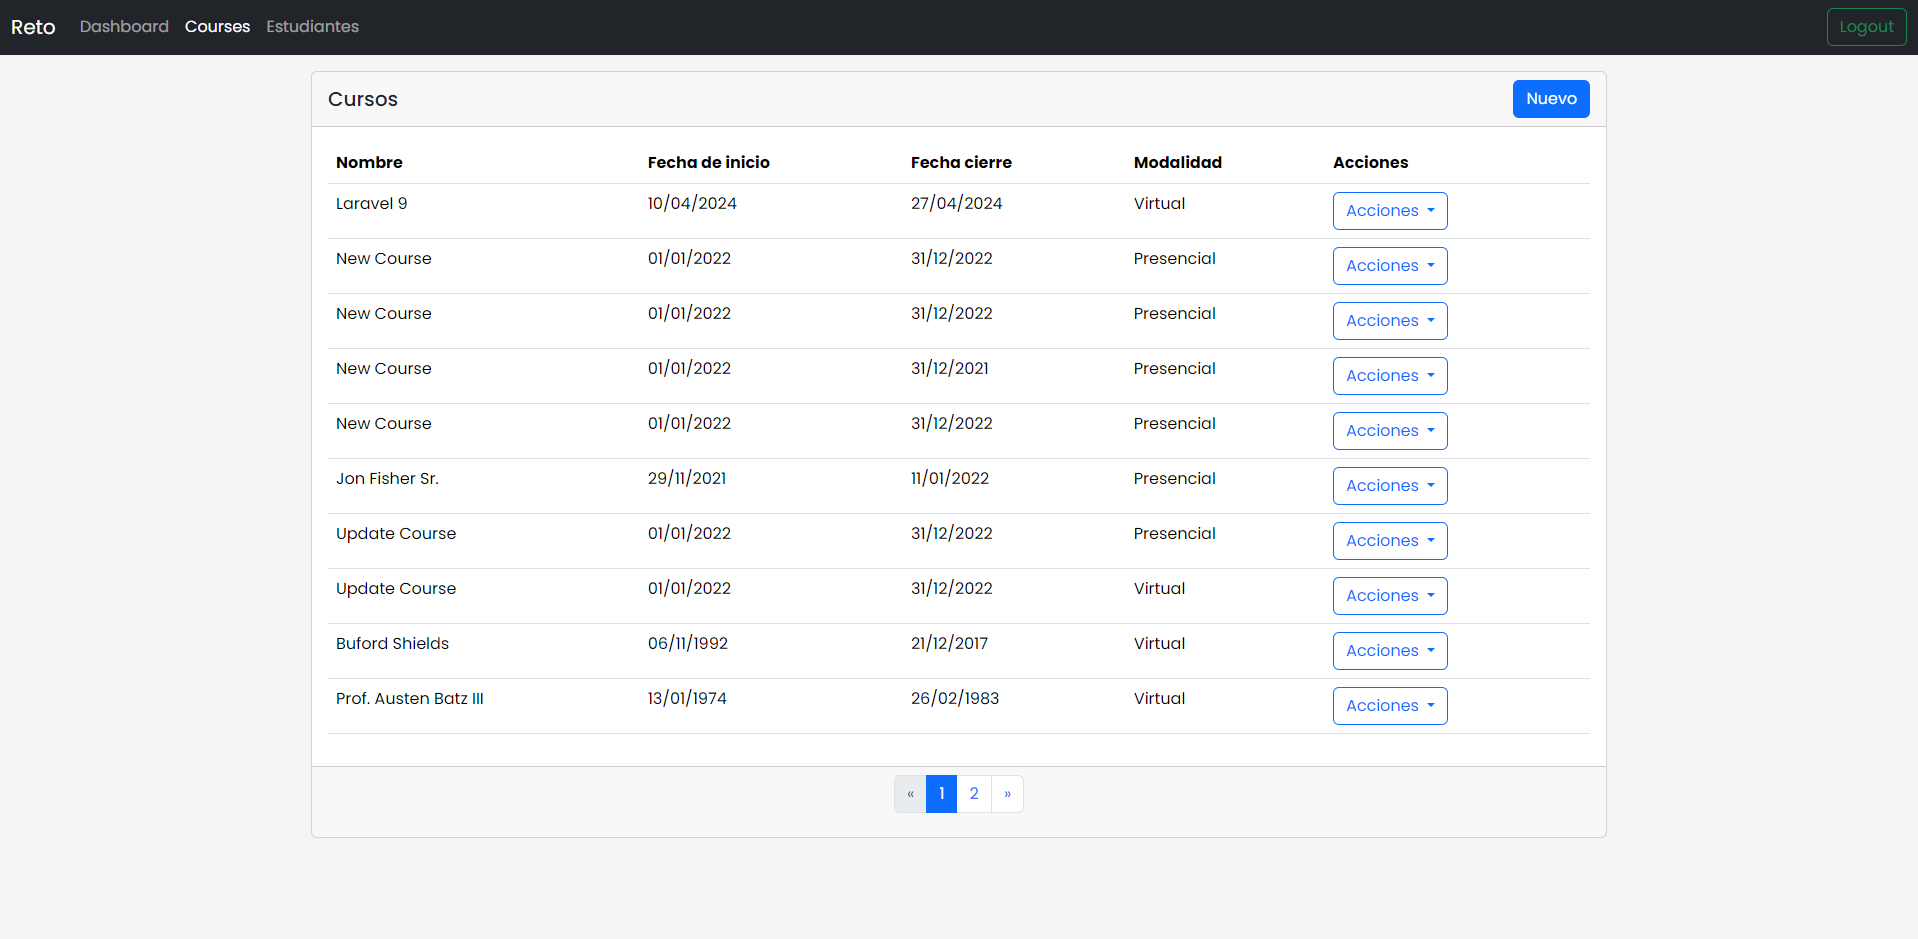 Reto Dashboard Courses Estudiantes Logout
Cursos Nuevo
Nombre Fecha de inicio Fecha cierre Modalidad Acciones
Laravel 9 10/04/2024 27/04/2024 Virtual Acciones
New Course 01/01/2022 31/12/2022 Presencial Acciones
New Course 01/01/2022 31/12/2022 Presencial Acciones
New Course 01/01/2022 31/12/2021 Presencial Acciones
New Course 01/01/2022 31/12/2022 Presencial Acciones
Jon Fisher Sr. 29/11/2021 11/01/2022 Presencial Acciones
Update Course 01/01/2022 31/12/2022 Presencial Acciones
Update Course 01/01/2022 31/12/2022 Virtual Acciones
Buford Shields 06/11/1992 21/12/2017 Virtual Acciones
Prof. Austen Batz III 13/01/1974 26/02/1983 Virtual Acciones
« 1 2 »